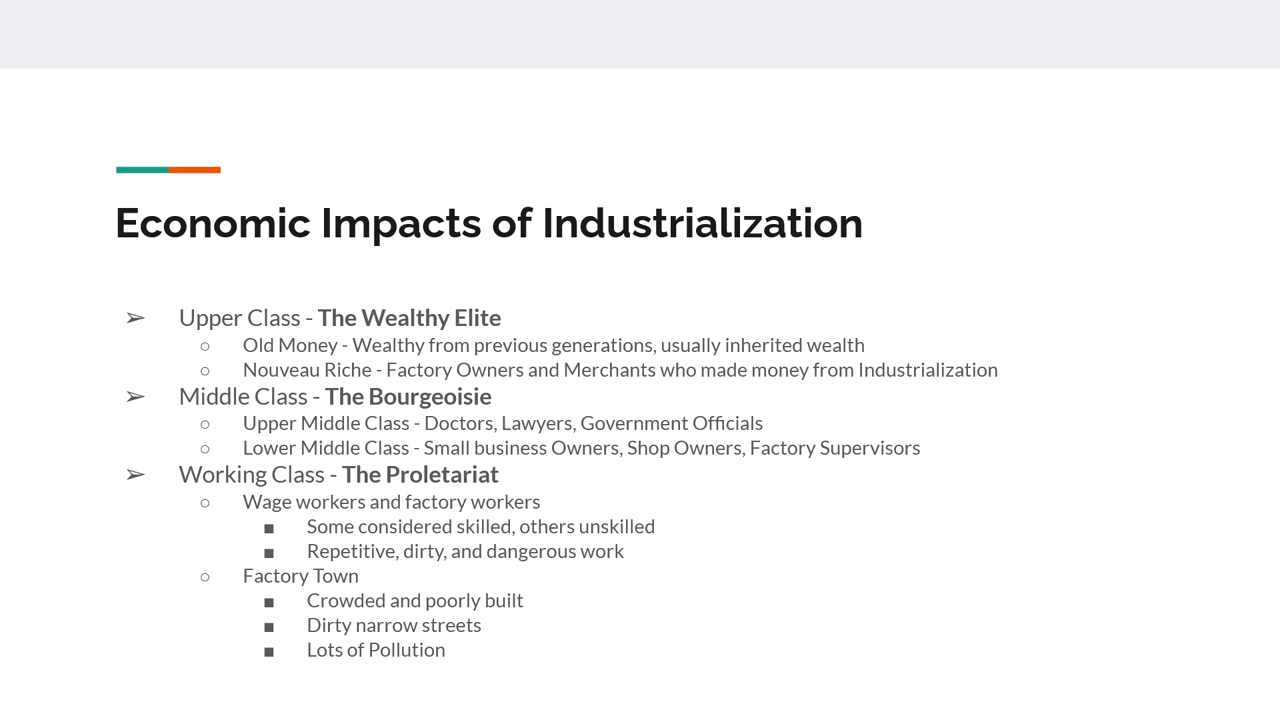 Economic Impacts of Industrialization
➢ Upper Class - The Wealthy Elite
○ Old Money - Wealthy from previous generations, usually inherited wealth
○ Nouveau Riche - Factory Owners and Merchants who made money from Industrialization
➢ Middle Class - The Bourgeoisie
○ Upper Middle Class - Doctors, Lawyers, Government Officials
○ Lower Middle Class - Small business Owners, Shop Owners, Factory Supervisors
➢ Working Class - The Proletariat
○ Wage workers and factory workers
■ Some considered skilled, others unskilled
■ Repetitive, dirty, and dangerous work
○ Factory Town
■ Crowded and poorly built
■ Dirty narrow streets
■ Lots of Pollution